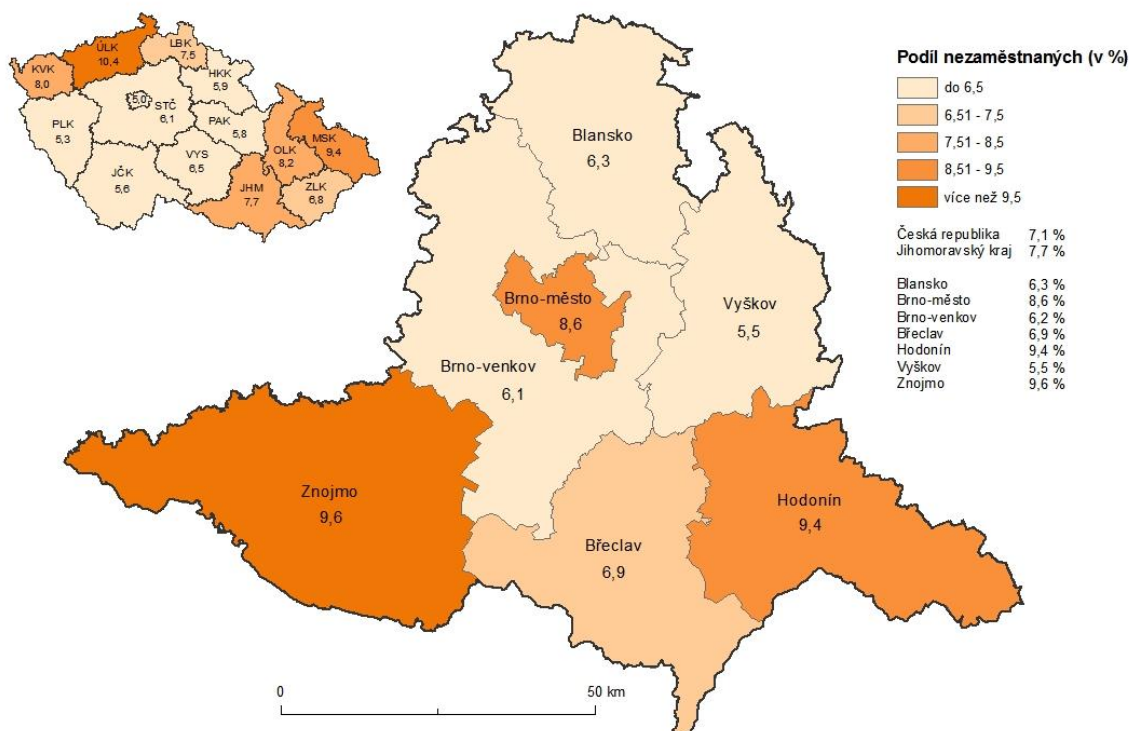 ÚLK
10,4
LBK
7,5
KVK
8,0
HKK
5,9
5,0
STČ
6,1
PLK
5,3
PAK
5,8
MSK
9,4
OLK
8,2
VYS
6,5
JČK
5,6
JHM
7,7
ZLK
6,8
Blansko
6,3
Brno-město
8,6
Vyškov
5,5
Brno-venkov
6,1
Znojmo
9,6
Hodonín
9,4
Břeclav
6,9
0 50 km
Podíl nezaměstnaných (v %)
do 6,5
6,51 - 7,5
7,51 - 8,5
8,51 - 9,5
více než 9,5
Česká republika 7,1 %
Jihomoravský kraj 7,7 %
Blansko 6,3 %
Brno-město 8,6 %
Brno-venkov 6,2 %
Břeclav 6,9 %
Hodonín 9,4 %
Vyškov 5,5 %
Znojmo 9,6 %